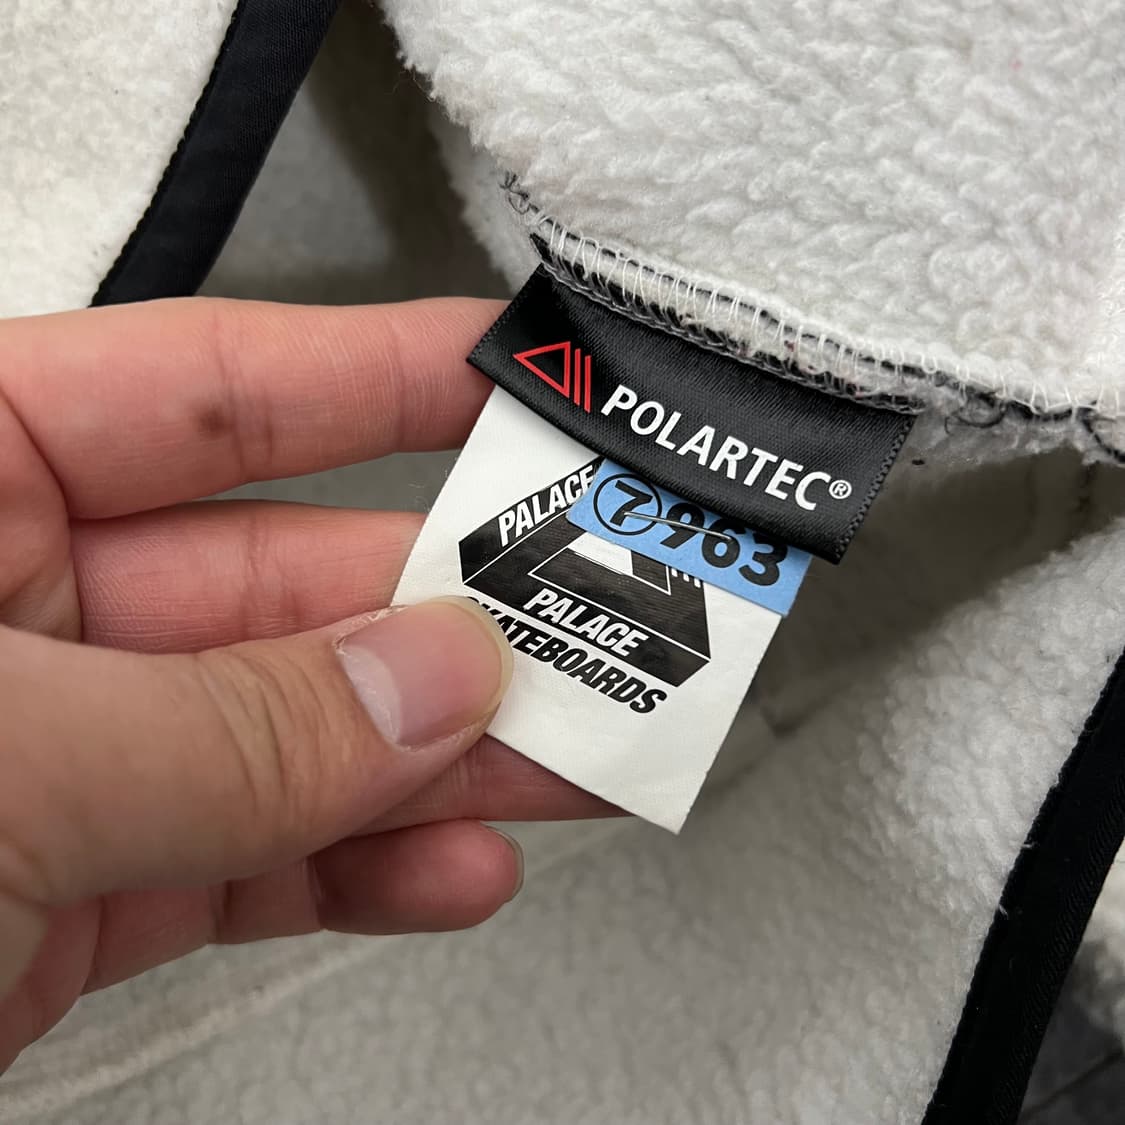 POLARTEC®
⑦963
PALACE
PALACE
SKATEBOARDS